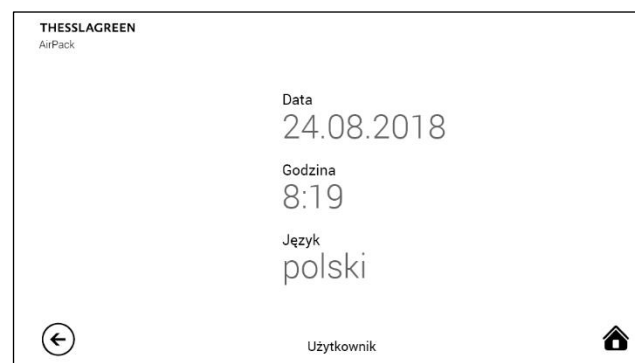 THESSLAGREEN
AirPack
Data
24.08.2018
Godzina
8:19
Język
polski
Użytkownik